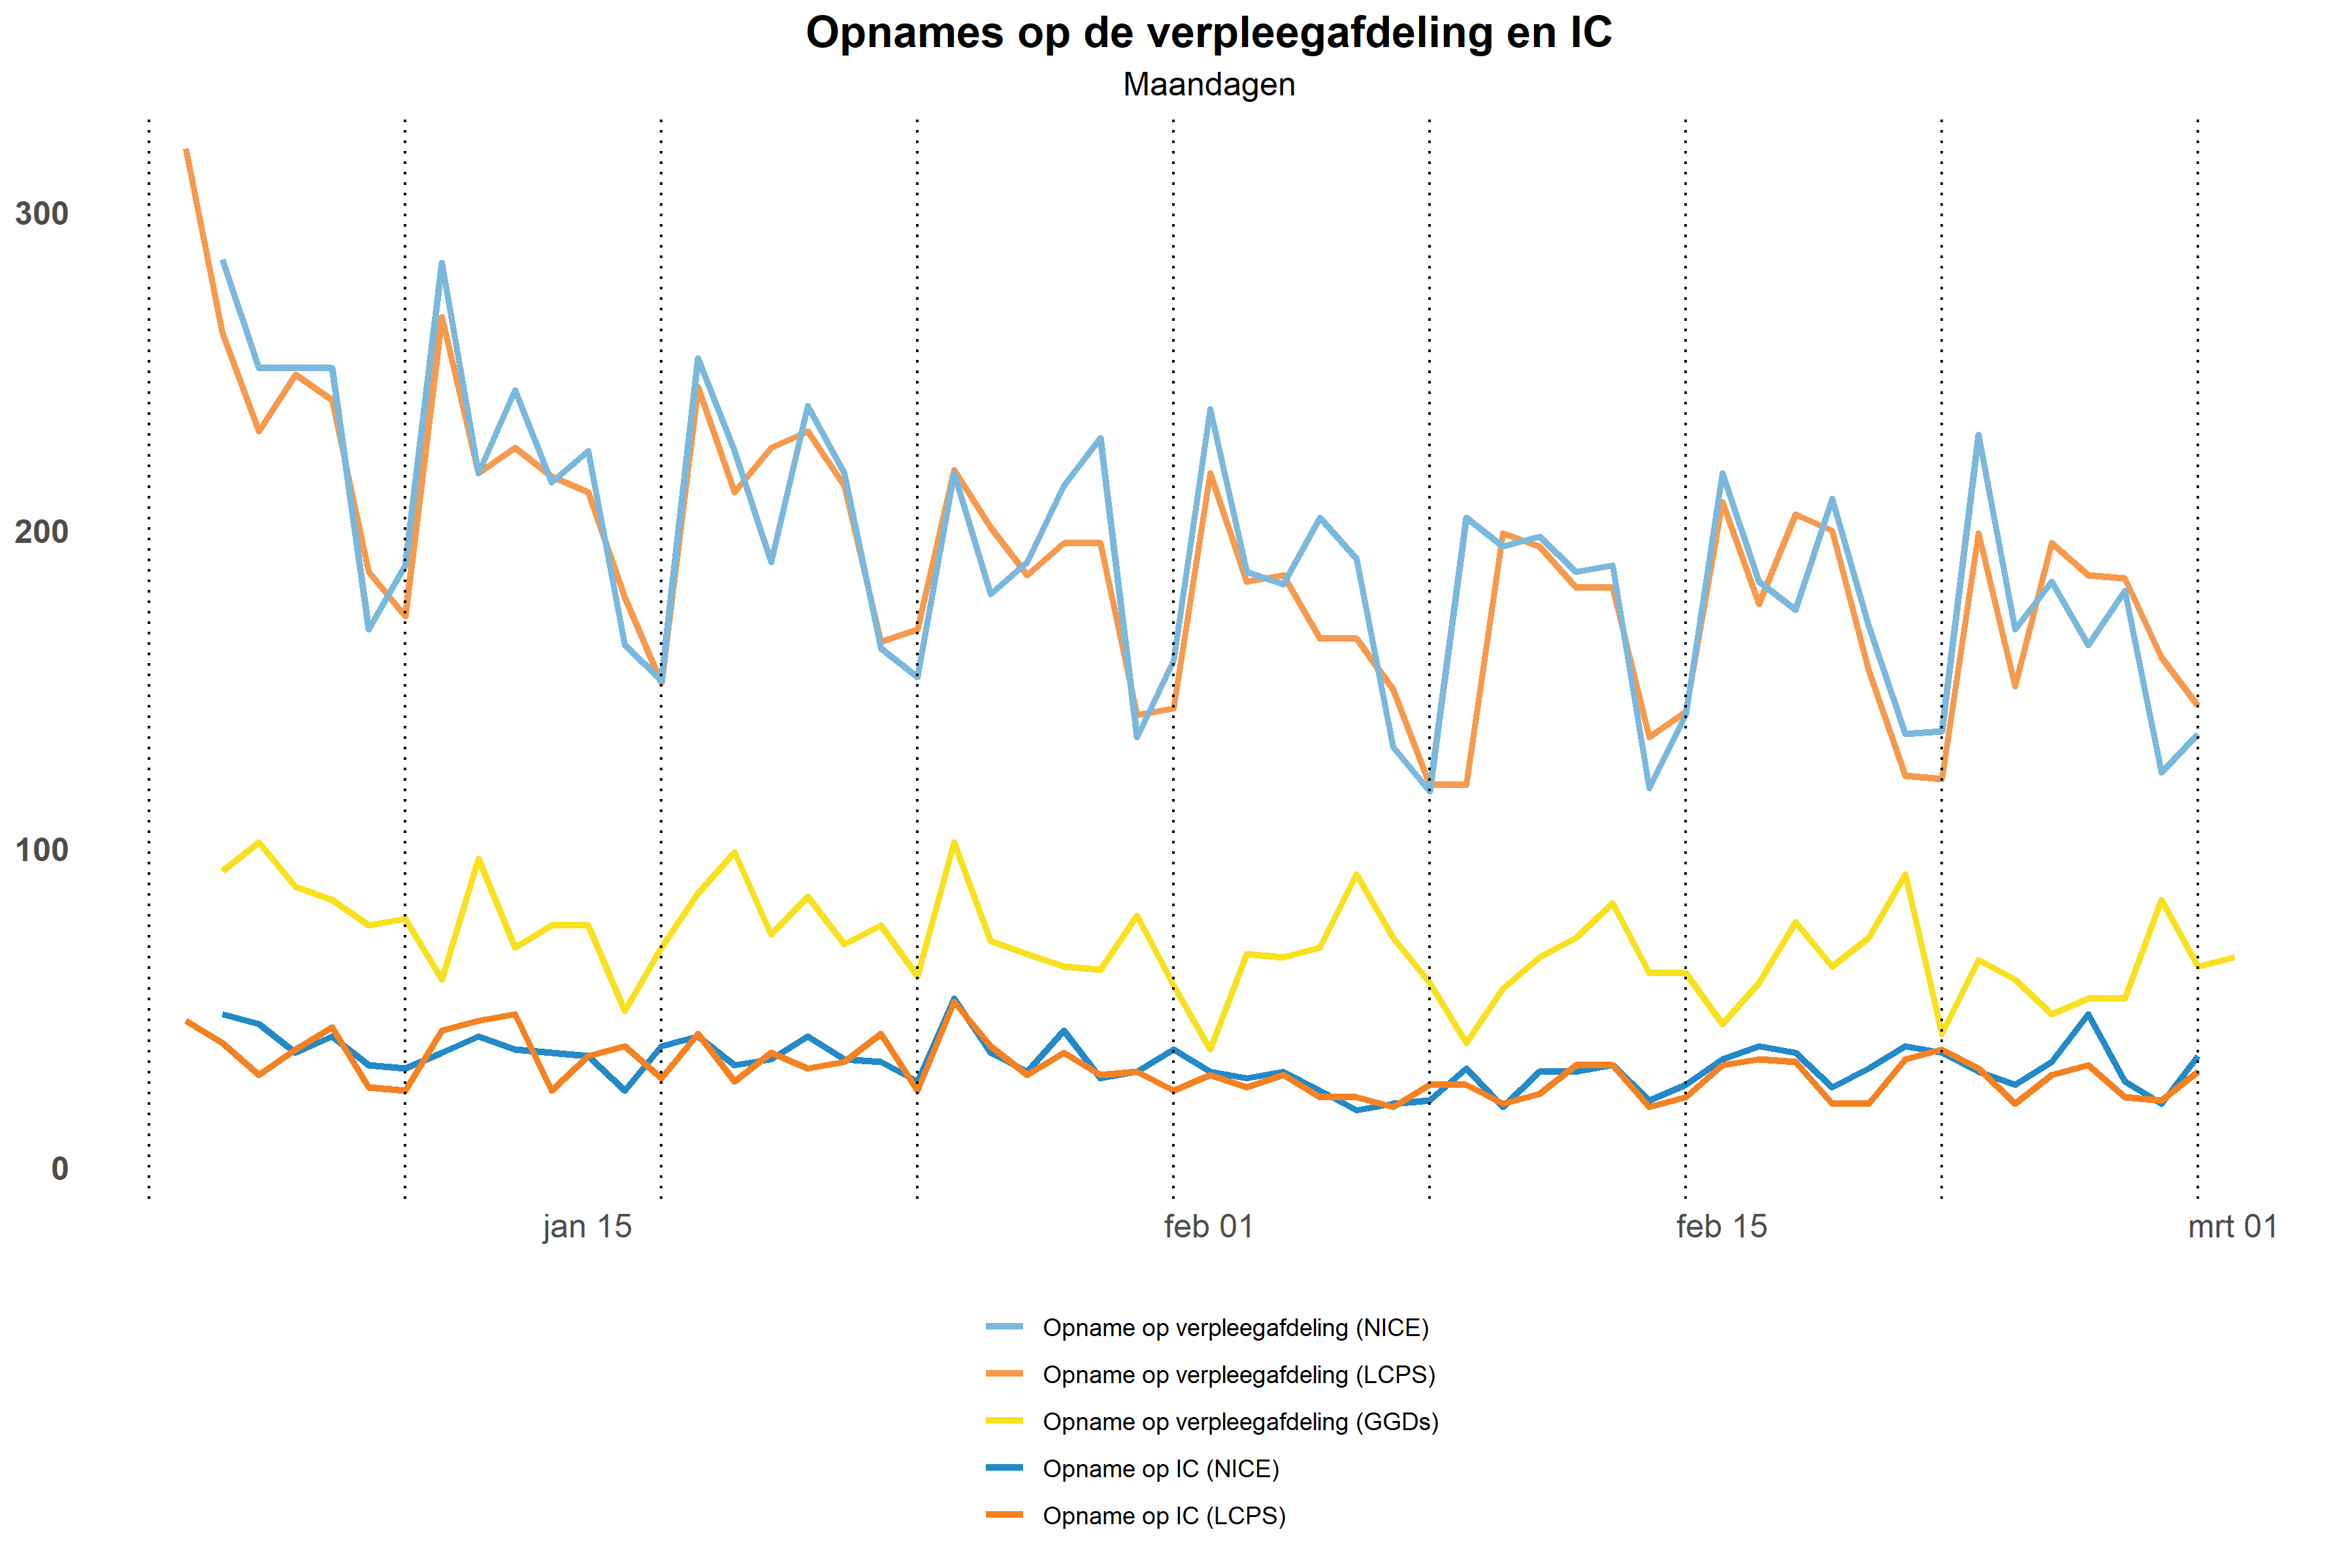 Opnames op de verpleegafdeling en IC
Maandagen
300
200
100
0
jan 15
feb 01
feb 15
mrt 01
Opname op verpleegafdeling (NICE)
Opname op verpleegafdeling (LCPS)
Opname op verpleegafdeling (GGDs)
Opname op IC (NICE)
Opname op IC (LCPS)